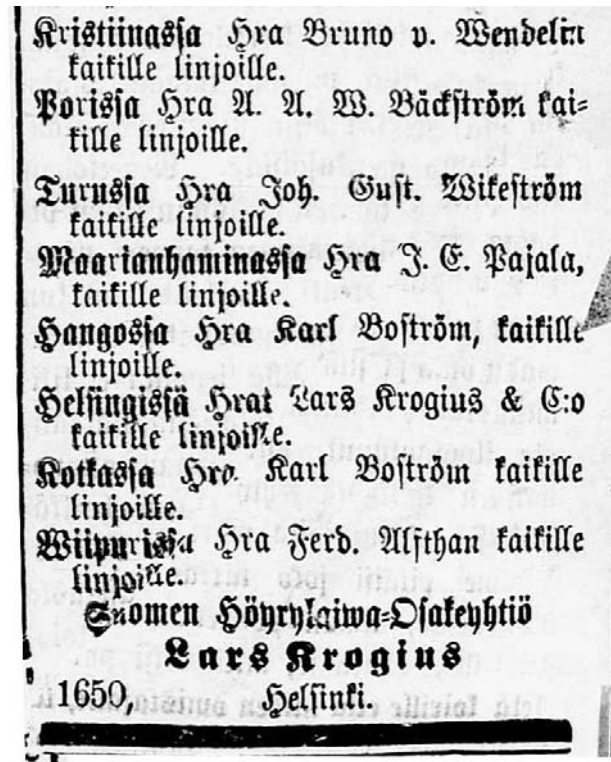 Kristiinassa Hra Bruno v. Wendelin
kaikille linjoille.
Porissa Hra A. A. W. Bäckström kai=
kille linjoille.
Turussa Hra Joh. Gust. Wikeström
kaikille linjoille.
Maarianhaminassa Hra J. E. Pajala,
kaikille linjoille.
Hangossa Hra Karl Boström, kaikille
linjoille.
Helsingissä Hrat Lars Krogius & C:o
kaikille linjoille.
Kotkassa Hra Karl Boström kaikille
linjoille.
Wiipurissa Hra Ferd. Alfthan kaikille
linjoille.
Suomen Höyrylaiwa=Osakeyhtiö
Lars Krogius
1650, Helsinki.